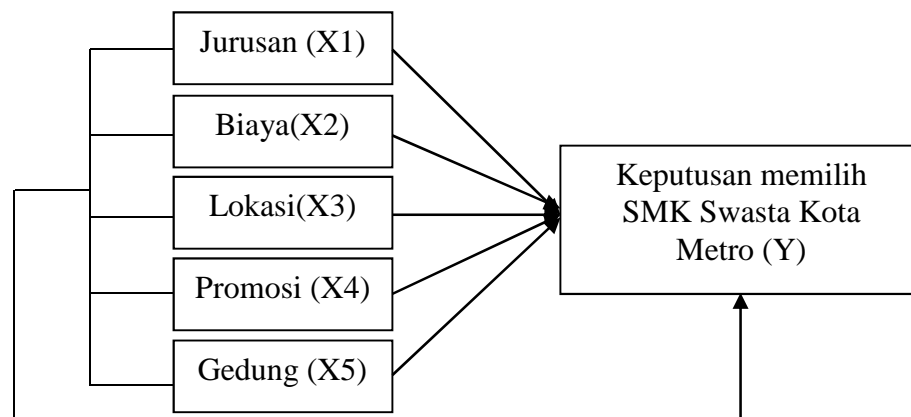 Jurusan (X1)
Biaya(X2)
Lokasi(X3)
Promosi (X4)
Gedung (X5)
Keputusan memilih
SMK Swasta Kota
Metro (Y)